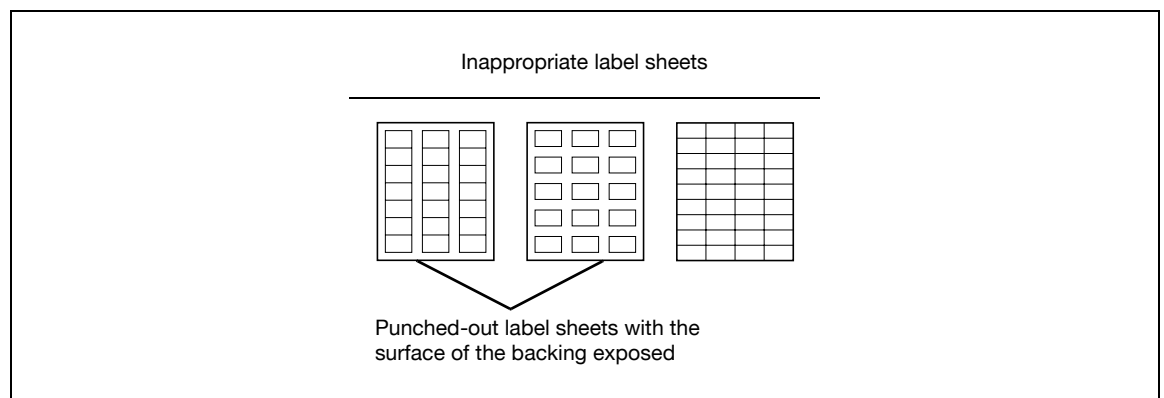 Inappropriate label sheets
Punched-out label sheets with the
surface of the backing exposed